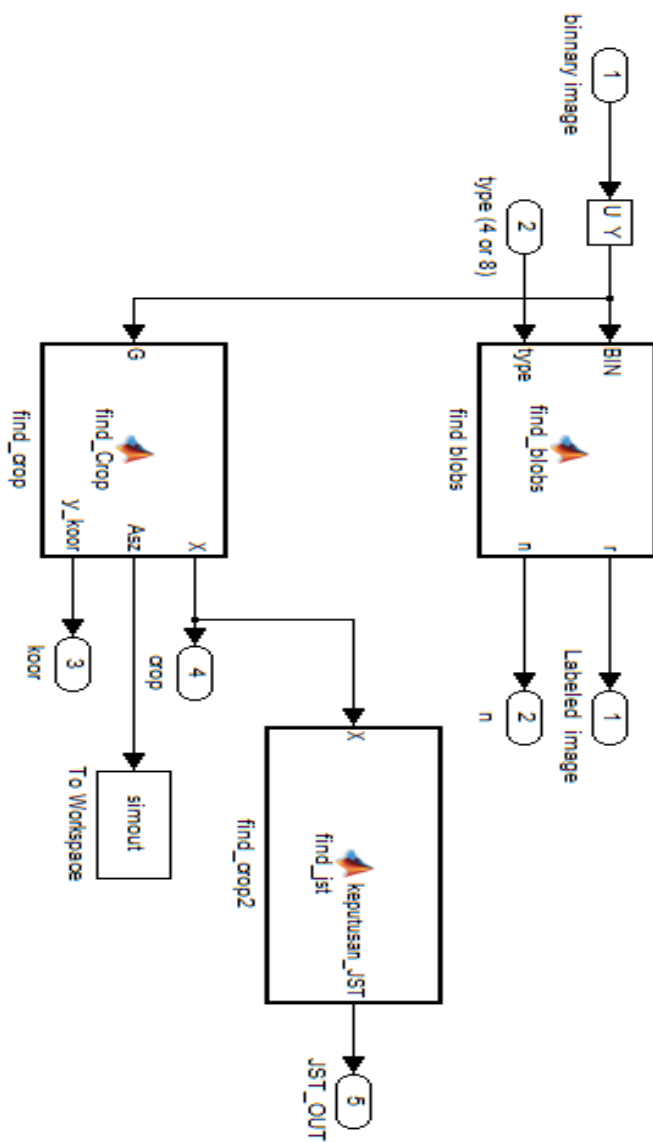 1
binnary image
U Y
2
type (4 or 8)
BIN
type
find_blobs
r
n
find blobs
1
Labeled image
2
n
G
find_Crop
X
Asz
y_koor
find_crop
4
crop
3
koor
simout
To Workspace
X
find_jst
keputusan_JST
find_crop2
5
JST_OUT